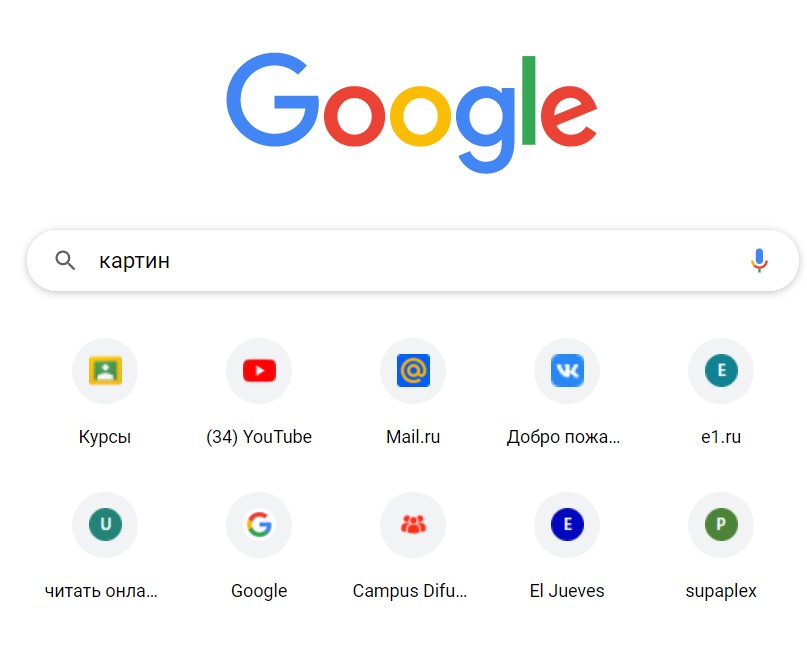 Google
картин
Курсы
(34) YouTube
Mail.ru
Добро пожа...
e1.ru
читать онла...
Google
Campus Difu...
El Jueves
supaplex